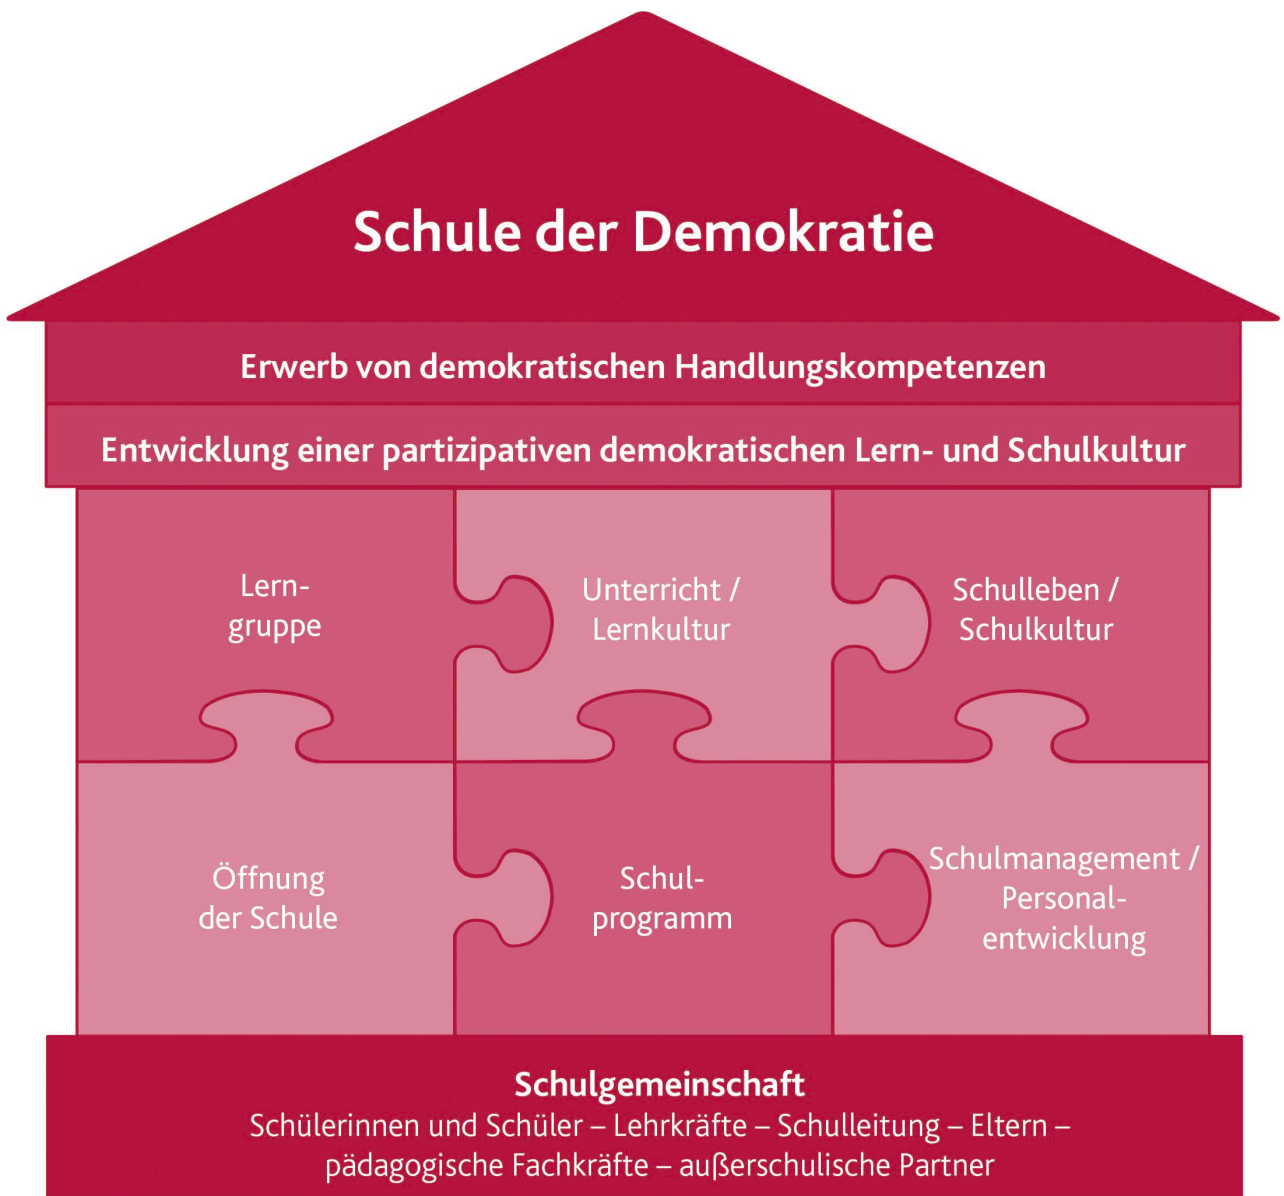 Schule der Demokratie
Erwerb von demokratischen Handlungskompetenzen
Entwicklung einer partizipativen demokratischen Lern- und Schulkultur
Lern-
gruppe
Unterricht /
Lernkultur
Schulleben /
Schulkultur
Öffnung
der Schule
Schul-
programm
Schulmanagement /
Personal-
entwicklung
Schulgemeinschaft
Schülerinnen und Schüler – Lehrkräfte – Schulleitung – Eltern –
pädagogische Fachkräfte – außerschulische Partner